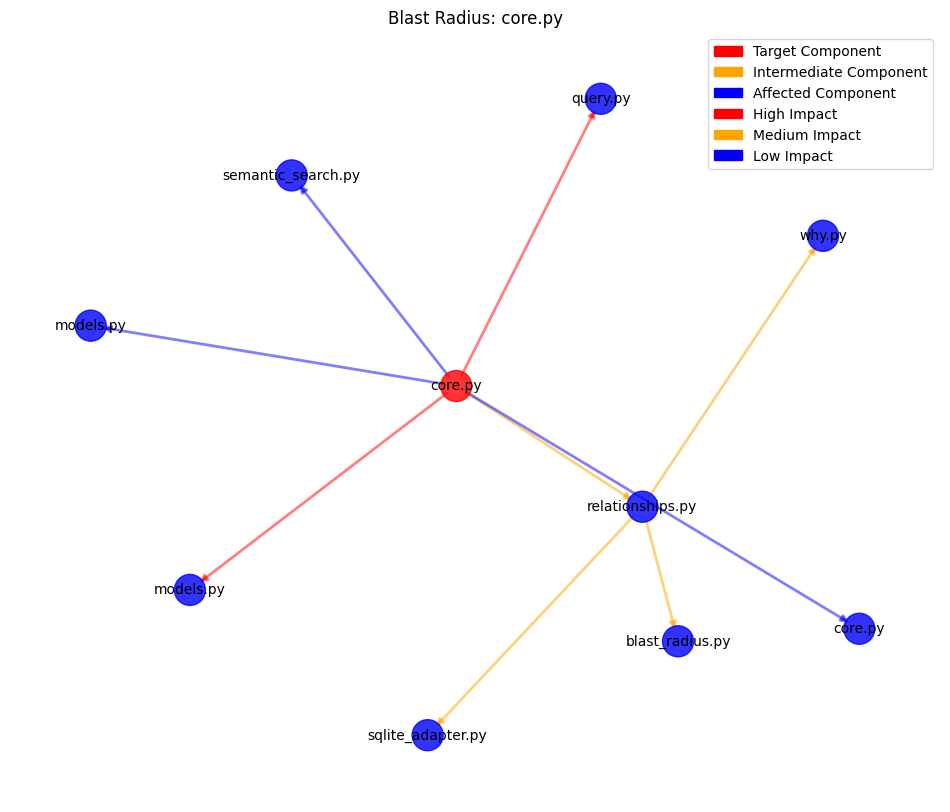 Blast Radius: core.py
Target Component
Intermediate Component
Affected Component
High Impact
Medium Impact
Low Impact
query.py
semantic_search.py
why.py
models.py
core.py
relationships.py
models.py
core.py
blast_radius.py
sqlite_adapter.py